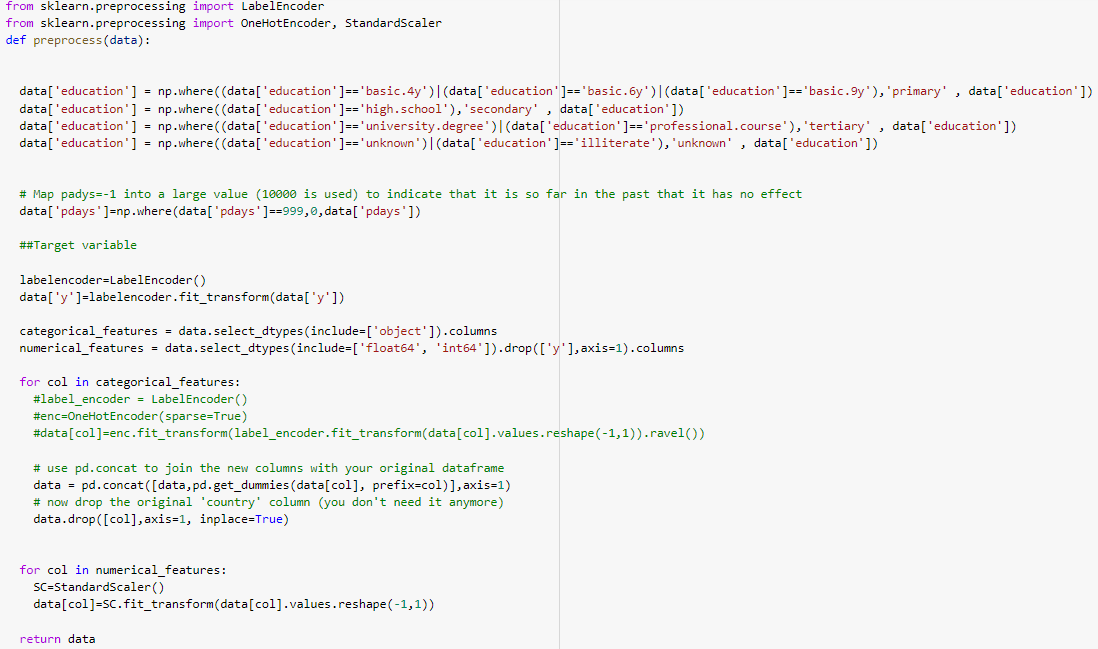 from sklearn.preprocessing import LabelEncoder
from sklearn.preprocessing import OneHotEncoder, StandardScaler
def preprocess(data):
data['education'] = np.where((data['education']=='basic.4y')|(data['education']=='basic.6y')|(data['education']=='basic.9y'),'primary' , data['education'])
data['education'] = np.where((data['education']=='high.school'),'secondary' , data['education'])
data['education'] = np.where((data['education']=='university.degree')|(data['education']=='professional.course'),'tertiary' , data['education'])
data['education'] = np.where((data['education']=='unknown')|(data['education']=='illiterate'),'unknown' , data['education'])
# Map padys=-1 into a large value (10000 is used) to indicate that it is so far in the past that it has no effect
data['pdays']=np.where(data['pdays']==999,0,data['pdays'])
##Target variable
labelencoder=LabelEncoder()
data['y']=labelencoder.fit_transform(data['y'])
categorical_features = data.select_dtypes(include=['object']).columns
numerical_features = data.select_dtypes(include=['float64', 'int64']).drop(['y'],axis=1).columns
for col in categorical_features:
#label_encoder = LabelEncoder()
#enc=OneHotEncoder(sparse=True)
#data[col]=enc.fit_transform(label_encoder.fit_transform(data[col].values.reshape(-1,1)).ravel())
# use pd.concat to join the new columns with your original dataframe
data = pd.concat([data,pd.get_dummies(data[col], prefix=col)],axis=1)
# now drop the original 'country' column (you don't need it anymore)
data.drop([col],axis=1, inplace=True)
for col in numerical_features:
SC=StandardScaler()
data[col]=SC.fit_transform(data[col].values.reshape(-1,1))
return data